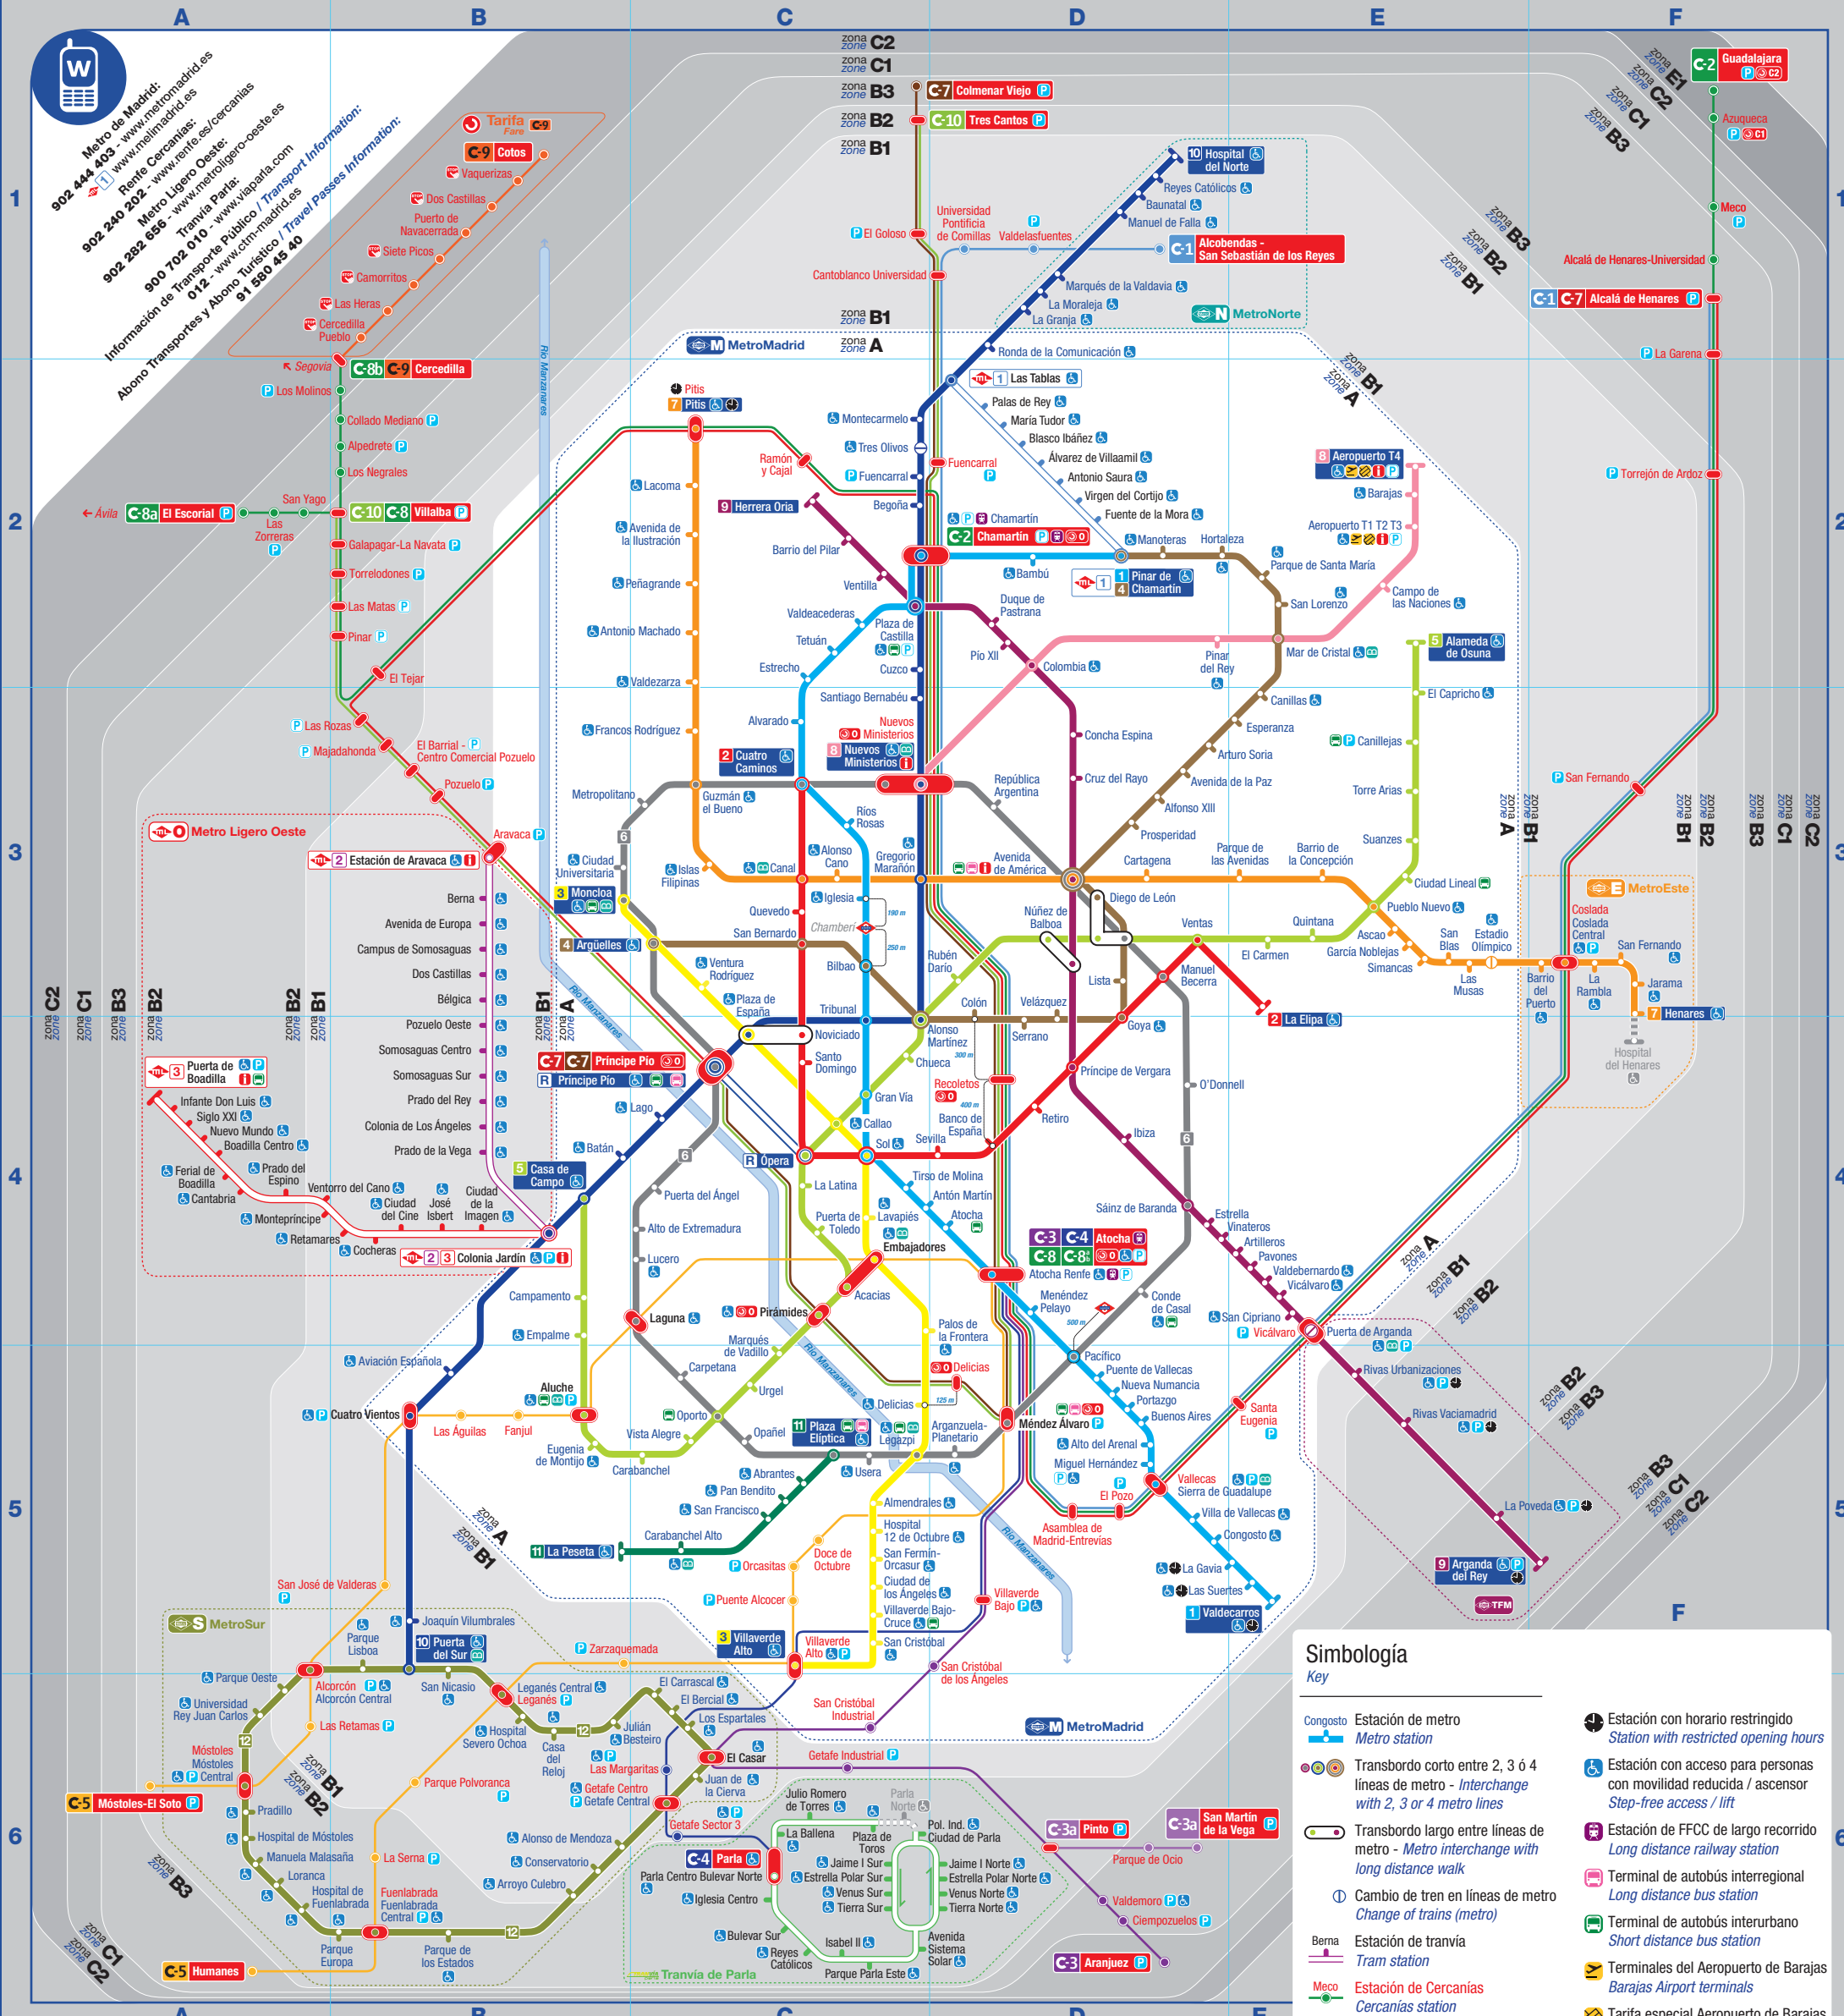 A
B
C
D
E
F
zona zone C2
zona zone C1
zona zone B3
zona zone B2
zona zone B1
zona zone B1
zona zone A
W
Metro de Madrid:
902 444 403 - www.metromadrid.es
ML 1 www.melimadrid.es
Renfe Cercanías:
902 240 202 - www.renfe.es/cercanias
Metro Ligero Oeste:
902 282 656 - www.metroligero-oeste.es
Tranvía Parla:
900 702 010 - www.viaparla.com
Información de Transporte Público / Transport Information:
012 - www.ctm-madrid.es
Abono Transportes y Abono Turístico / Travel Passes Information:
91 580 45 40
Tarifa
Fare
C-9
C-9 Cotos
Vaquerizas
Dos Castillas
Puerto de
Navacerrada
Siete Picos
Camorritos
Las Heras
Cercedilla
Pueblo
Segovia
C-8b C-9 Cercedilla
Los Molinos P
Collado Mediano P
Alpedrete P
Los Negrales
San Yago
Ávila
C-8a El Escorial P
Las
Zorreras
P
C-10 C-8 Villalba P
Galapagar-La Navata P
Torrelodones P
Las Matas P
Pinar P
El Tejar
Las Rozas
Majadahonda
El Barrial - P
Centro Comercial Pozuelo
Pozuelo P
Aravaca P
Río Manzanares
C-7 Colmenar Viejo P
C-10 Tres Cantos P
El Goloso
Cantoblanco Universidad
Universidad
Pontificia
de Comillas
Valdelasfuentes
C-1 Alcobendas -
San Sebastián de los Reyes
10 Hospital
del Norte
Reyes Católicos
Baunatal
Manuel de Falla
Marqués de la Valdavia
La Moraleja
La Granja
N MetroNorte
Ronda de la Comunicación
M MetroMadrid
ML 1 Las Tablas
Palas de Rey
María Tudor
Blasco Ibáñez
Álvarez de Villaamil
Antonio Saura
Virgen del Cortijo
Fuente de la Mora
C-2 Guadalajara
Azuqueca
Meco
Alcalá de Henares-Universidad
C-1 C-7 Alcalá de Henares P
La Garena
Torrejón de Ardoz
San Fernando
Pitis
7 Pitis
Lacoma
Avenida de
la Ilustración
Peñagrande
Antonio Machado
Valdezarza
Francos Rodríguez
Ramón
y Cajal
9 Herrera Oria
Barrio del Pilar
Ventilla
Montecarmelo
Tres Olivos
Fuencarral
Begoña
Fuencarral
Chamartín
C-2 Chamartín
Bambú
Manoteras
Hortaleza
ML 1 1 4 Pinar de
Chamartín
Parque de Santa María
San Lorenzo
Mar de Cristal
Canillas
Esperanza
Arturo Soria
Avenida de la Paz
Alfonso XIII
Prosperidad
8 Aeropuerto T4
Barajas
Aeropuerto T1 T2 T3
Campo de
las Naciones
Pinar
del Rey
Colombia
5 Alameda
de Osuna
El Capricho
Canillejas
Torre Arias
Suanzes
Ciudad Lineal
Pueblo Nuevo
Valdeacederas
Tetuán
Estrecho
Alvarado
Plaza de
Castilla
Cuzco
Santiago Bernabéu
Duque de
Pastrana
Pío XII
Concha Espina
Cruz del Rayo
Nuevos
Ministerios
8 Nuevos
Ministerios
2 Cuatro
Caminos
Metropolitano
Guzmán
el Bueno
Ríos
Rosas
República
Argentina
Islas
Filipinas
Canal
Alonso
Cano
Gregorio
Marañón
Avenida
de América
Cartagena
Parque de
las Avenidas
Barrio de
la Concepción
Ciudad
Universitaria
3 Moncloa
4 Argüelles
Quevedo
Iglesia
Chamberí
190 m
250 m
San Bernardo
Bilbao
Rubén
Darío
Núñez de
Balboa
Diego de León
Ventas
Quintana
El Carmen
Ascao
García Noblejas
Simancas
San
Blas
Las
Musas
Estadio
Olímpico
E MetroEste
Coslada
Coslada
Central
San Fernando
Barrio
del
Puerto
La
Rambla
Jarama
7 Henares
Hospital
del Henares
Ventura
Rodríguez
Plaza de
España
Tribunal
Noviciado
Santo
Domingo
Alonso
Martínez
Colón
Velázquez
Serrano
Lista
Goya
Manuel
Becerra
2 La Elipa
Chueca
300 m
Recoletos
400 m
Príncipe de Vergara
O'Donnell
Gran Vía
Banco de
España
Retiro
Ibiza
Callao
Sol
Sevilla
R Ópera
C-7 C-7 Príncipe Pío
R Príncipe Pío
Lago
Batán
5 Casa de
Campo
ML O Metro Ligero Oeste
ML 2 Estación de Aravaca
Berna
Avenida de Europa
Campus de Somosaguas
Dos Castillas
Bélgica
Pozuelo Oeste
Somosaguas Centro
Somosaguas Sur
Prado del Rey
Colonia de Los Ángeles
Prado de la Vega
ML 3 Puerta de
Boadilla
Infante Don Luis
Siglo XXI
Nuevo Mundo
Boadilla Centro
Ferial de
Boadilla
Cantabria
Prado del
Espino
Montepríncipe
Ventorro del Cano
Retamares
Cocheras
Ciudad
del Cine
José
Isbert
Ciudad
de la
Imagen
ML 2 3 Colonia Jardín
La Latina
Puerta de
Toledo
Puerta del Ángel
Alto de Extremadura
Lucero
Laguna
Tirso de Molina
Antón Martín
Lavapiés
Atocha
Embajadores
Acacias
Pirámides
Marqués
de Vadillo
Carpetana
Urgel
Oporto
Opañel
Vista Alegre
Carabanchel
Eugenia
de Montijo
Campamento
Empalme
Aluche
Aviación Española
Cuatro Vientos
Las Águilas
Fanjul
C-3 C-4 Atocha
C-8 C-8
Atocha Renfe
Menéndez
Pelayo
Conde
de Casal
500 m
Pacífico
Palos de
la Frontera
Delicias
125 m
Delicias
Legazpi
Arganzuela-
Planetario
Méndez Álvaro
11 Plaza
Elíptica
Usera
Abrantes
Pan Bendito
San Francisco
Carabanchel Alto
11 La Peseta
Sáinz de Baranda
Estrella
Vinateros
Artilleros
Pavones
Valdebernardo
Vicálvaro
San Cipriano
Vicálvaro
Puerta de Arganda
Rivas Urbanizaciones
Rivas Vaciamadrid
La Poveda
9 Arganda
del Rey
TFM
Puente de Vallecas
Nueva Numancia
Portazgo
Buenos Aires
Alto del Arenal
Miguel Hernández
Santa
Eugenia
Vallecas
Sierra de Guadalupe
El Pozo
Asamblea de
Madrid-Entrevías
Villa de Vallecas
Congosto
La Gavia
Las Suertes
1 Valdecarros
Almendrales
Hospital
12 de Octubre
San Fermín-
Orcasur
Ciudad de
los Ángeles
Villaverde Bajo-
Cruce
San Cristóbal
Doce de
Octubre
Orcasitas
Puente Alcocer
3 Villaverde
Alto
Villaverde
Alto
Villaverde
Bajo
San Cristóbal
de los Ángeles
San Cristóbal
Industrial
M MetroMadrid
San José de Valderas
S MetroSur
Parque
Lisboa
Joaquín Vilumbrales
10 Puerta
del Sur
Zarzaquemada
Parque Oeste
Alcorcón
Alcorcón Central
Universidad
Rey Juan Carlos
Las Retamas
Móstoles
Móstoles
Central
C-5 Móstoles-El Soto
Pradillo
Hospital de Móstoles
Manuela Malasaña
Loranca
Hospital de
Fuenlabrada
Parque
Europa
Fuenlabrada
Fuenlabrada
Central
Parque de
los Estados
La Serna
Parque Polvoranca
C-5 Humanes
San Nicasio
Leganés Central
Leganés
Hospital
Severo Ochoa
Casa
del
Reloj
Julián
Besteiro
El Carrascal
El Bercial
Los Espartales
El Casar
Las Margaritas
Getafe Centro
Getafe Central
Juan de
la Cierva
Getafe Sector 3
Getafe Industrial
Alonso de Mendoza
Conservatorio
Arroyo Culebro
C-4 Parla
Parla Centro Bulevar Norte
Iglesia Centro
Bulevar Sur
Reyes
Católicos
Isabel II
Parque Parla Este
Avenida
Sistema
Solar
Julio Romero
de Torres
La Ballena
Plaza de
Toros
Parla
Norte
Pol. Ind.
Ciudad de Parla
Jaime I Sur
Estrella Polar Sur
Venus Sur
Tierra Sur
Jaime I Norte
Estrella Polar Norte
Venus Norte
Tierra Norte
Tranvía de Parla
C-3a Pinto
Parque de Ocio
C-3a San Martín
de la Vega
Valdemoro
Ciempozuelos
C-3 Aranjuez
Simbología
Key
Congosto
Estación de metro
Metro station
Transbordo corto entre 2, 3 ó 4
líneas de metro - Interchange
with 2, 3 or 4 metro lines
Transbordo largo entre líneas de
metro - Metro interchange with
long distance walk
Cambio de tren en líneas de metro
Change of trains (metro)
Berna
Estación de tranvía
Tram station
Meco
Estación de Cercanías
Cercanías station
Estación con horario restringido
Station with restricted opening hours
Estación con acceso para personas
con movilidad reducida / ascensor
Step-free access / lift
Estación de FFCC de largo recorrido
Long distance railway station
Terminal de autobús interregional
Long distance bus station
Terminal de autobús interurbano
Short distance bus station
Terminales del Aeropuerto de Barajas
Barajas Airport terminals
Tarifa especial Aeropuerto de Barajas